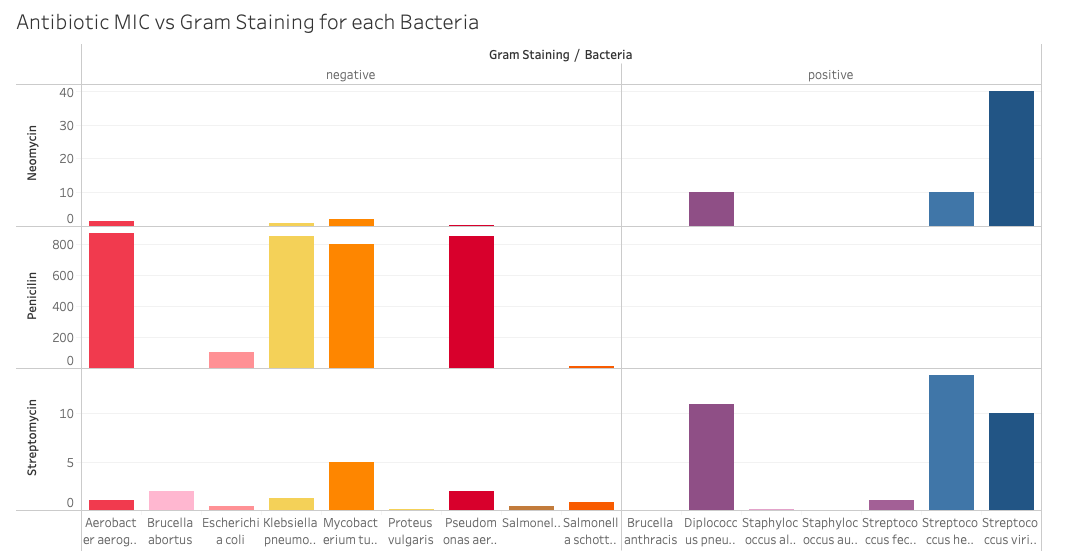 Antibiotic MIC vs Gram Staining for each Bacteria
Gram Staining / Bacteria
negative positive
Neomycin
40
30
20
10
0
Penicilin
800
600
400
200
0
Streptomycin
10
5
0
Aerobact
er aerog..
Brucella
abortus
Escherichi
a coli
Klebsiella
pneumo..
Mycobact
erium tu..
Proteus
vulgaris
Pseudom
onas aer..
Salmonel..
Salmonell
a schott..
Brucella
anthracis
Diplococc
us pneu..
Staphyloc
occus al..
Staphyloc
occus au..
Streptoco
ccus fec..
Streptoco
ccus he..
Streptoco
ccus viri..